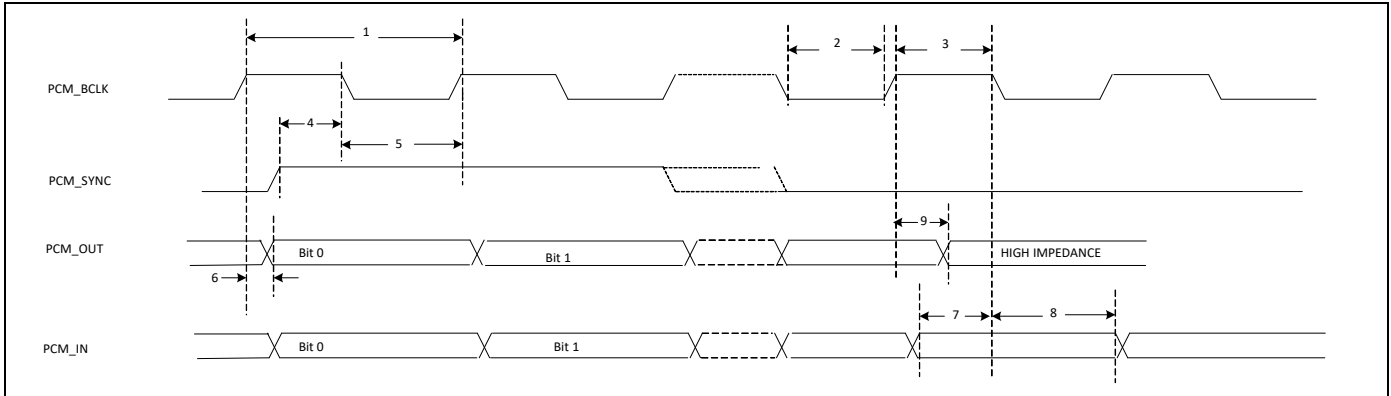 1
2
3
PCM_BCLK
4
5
PCM_SYNC
9
PCM_OUT
Bit 0
Bit 1
HIGH IMPEDANCE
6
7
8
PCM_IN
Bit 0
Bit 1